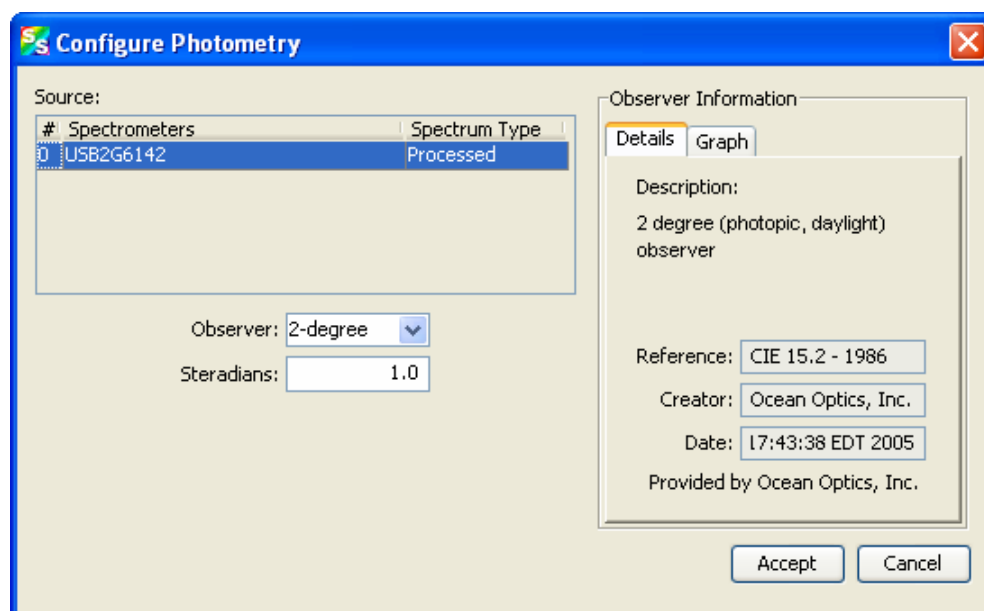 SS Configure Photometry
Source:
# Spectrometers Spectrum Type
0 USB2G6142 Processed
Observer: 2-degree
Steradians: 1.0
Observer Information
Details Graph
Description:
2 degree (photopic, daylight)
observer
Reference: CIE 15.2 - 1986
Creator: Ocean Optics, Inc.
Date: 17:43:38 EDT 2005
Provided by Ocean Optics, Inc.
Accept Cancel